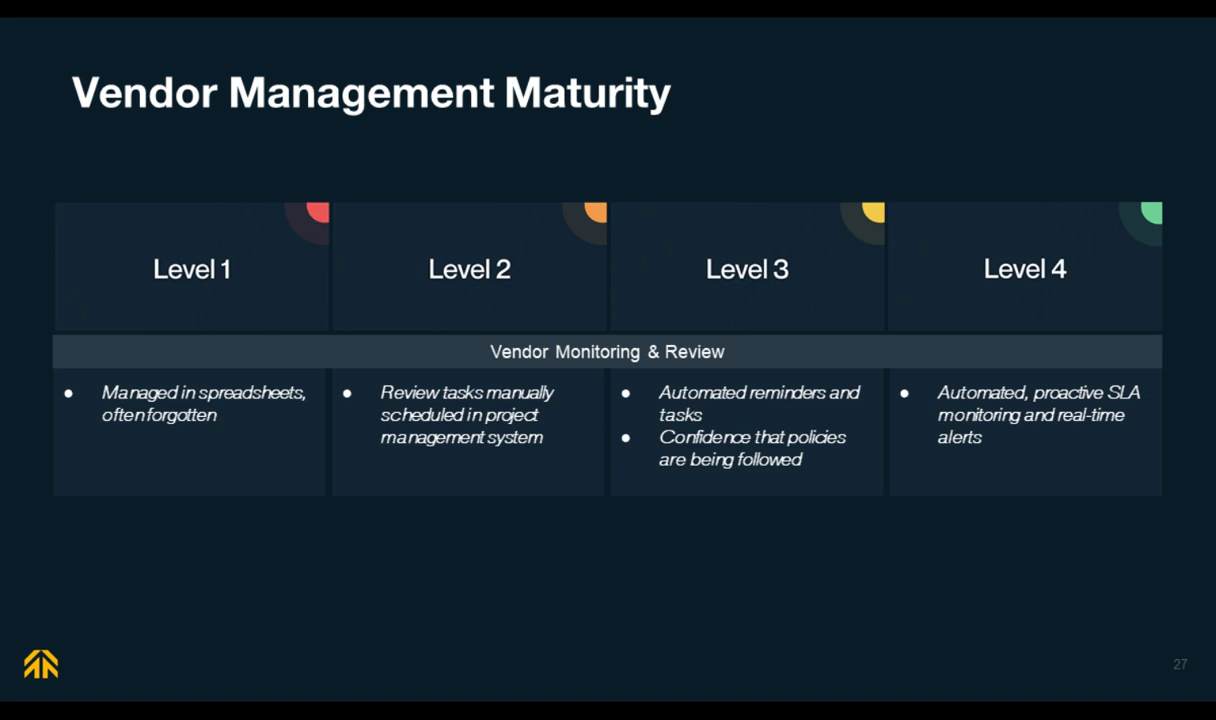 Vendor Management Maturity
Level 1
Level 2
Level 3
Level 4
Vendor Monitoring & Review
● Managed in spreadsheets,
often forgotten
● Review tasks manually
scheduled in project
management system
● Automated reminders and
tasks
● Confidence that policies
are being followed
● Automated, proactive SLA
monitoring and real-time
alerts
27